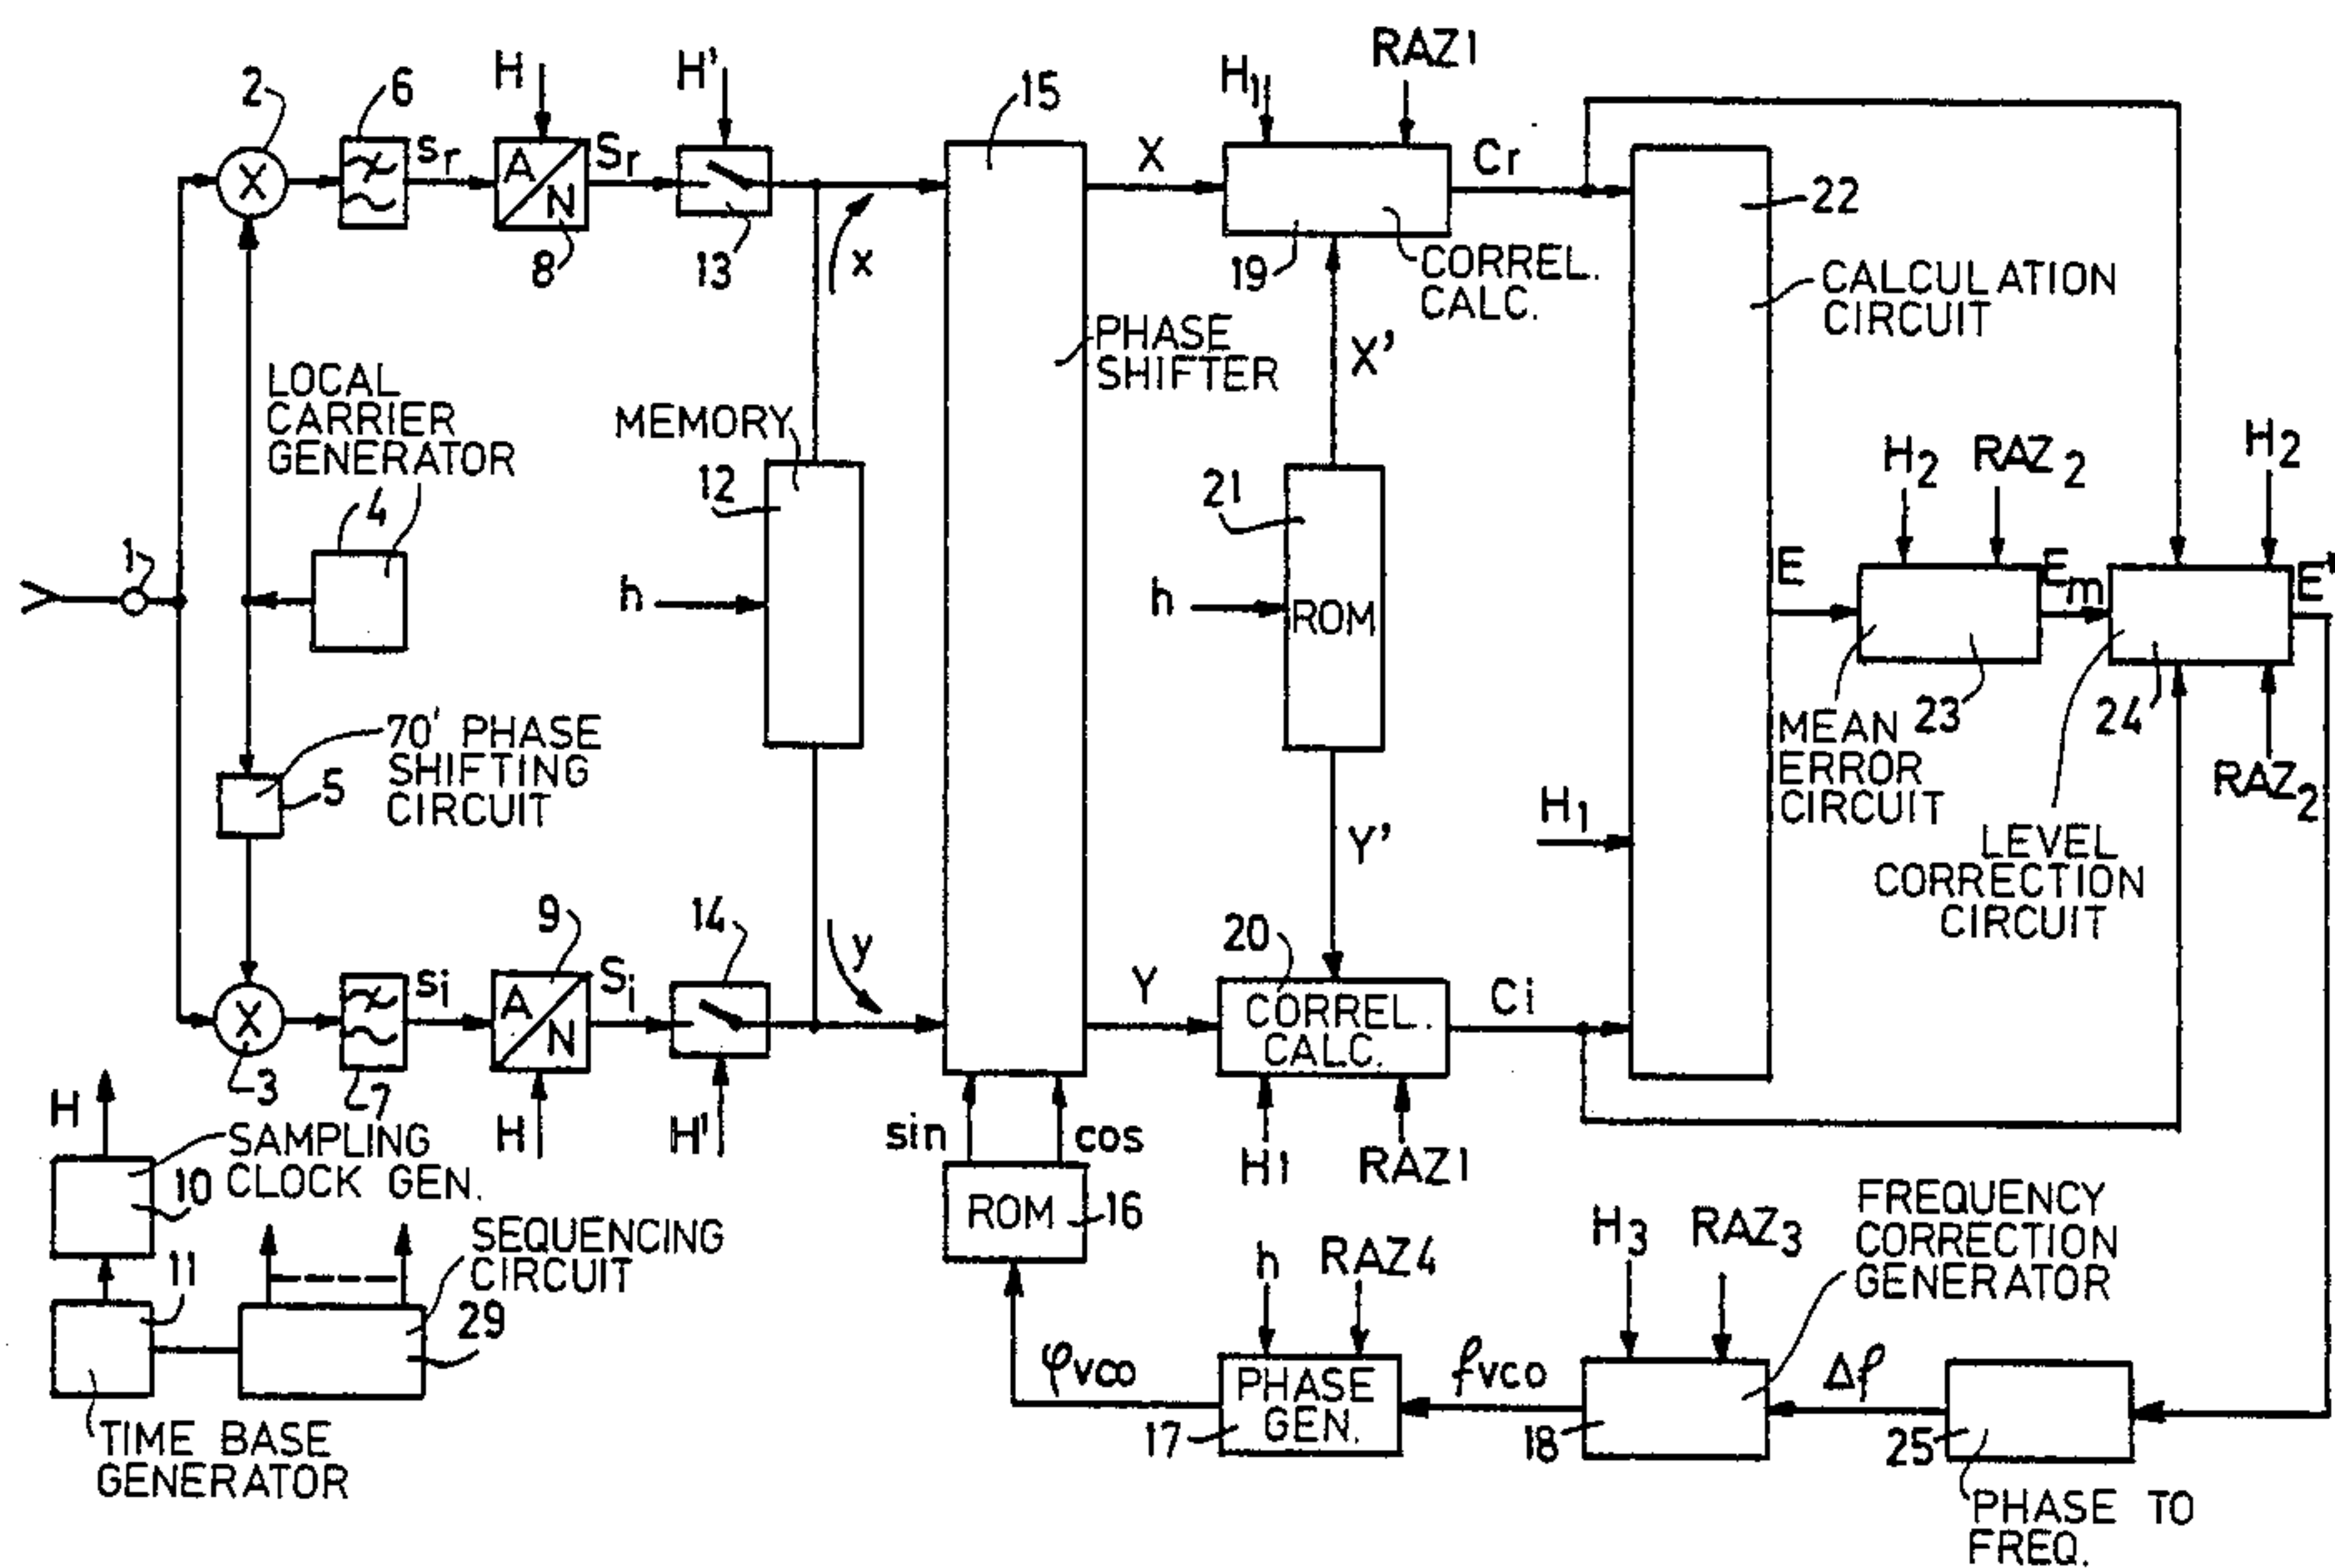 RAZ1
H
H'
H1
2
6
15
sr
A
N
Sr
X
Cr
X
22
8
13
x
19
CORREL.
CALC.
CALCULATION
CIRCUIT
PHASE
SHIFTER
X'
LOCAL
CARRIER
GENERATOR
MEMORY
H2
RAZ2
H2
4
12
21
1
h
h
ROM
E
Em
E'
70' PHASE
SHIFTING
CIRCUIT
5
MEAN
ERROR
CIRCUIT
23
24
RAZ2
H1
Y'
LEVEL
CORRECTION
CIRCUIT
9
14
20
si
A
N
Si
y
Y
CORREL.
CALC.
Ci
X
3
7
H
H
H'
sin
cos
H1
RAZ1
SAMPLING
CLOCK GEN.
10
ROM
16
FREQUENCY
CORRECTION
GENERATOR
SEQUENCING
CIRCUIT
11
29
h
RAZ4
H3
RAZ3
φvco
PHASE
GEN.
17
fvco
18
Δf
25
TIME BASE
GENERATOR
PHASE TO
FREQ.